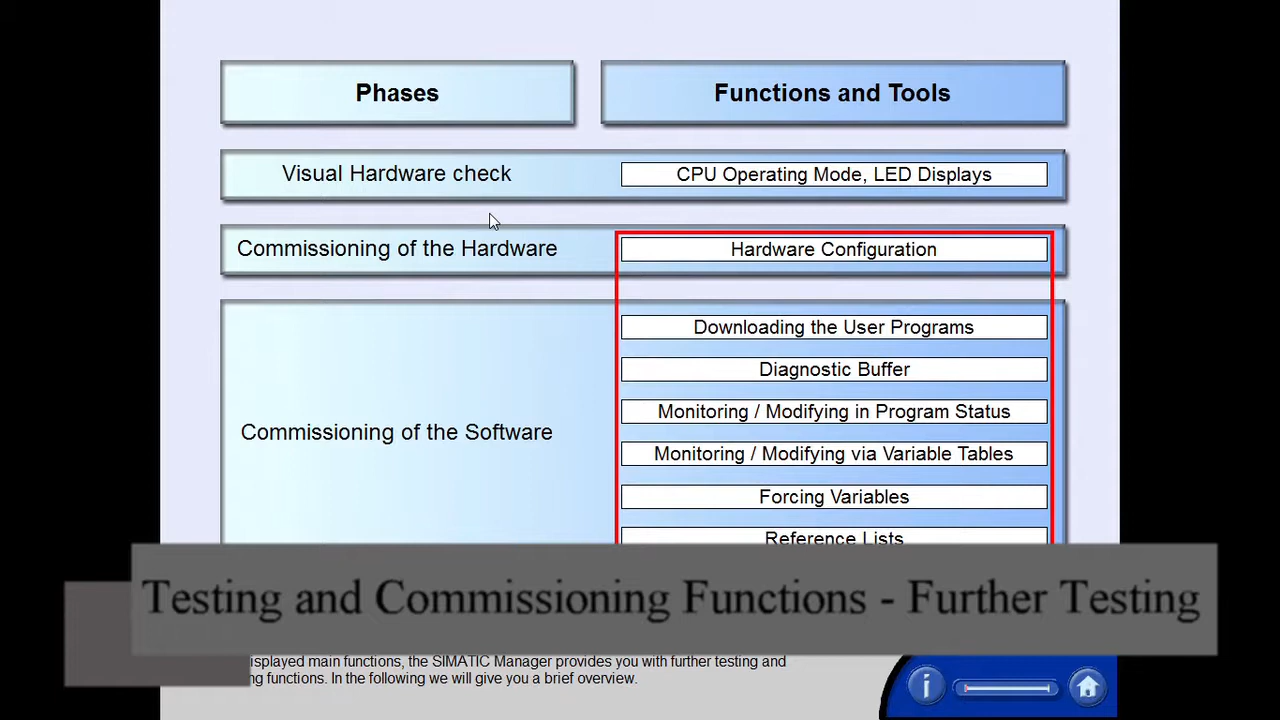 Phases
Functions and Tools
Visual Hardware check
CPU Operating Mode, LED Displays
Commissioning of the Hardware
Hardware Configuration
Downloading the User Programs
Diagnostic Buffer
Monitoring / Modifying in Program Status
Commissioning of the Software
Monitoring / Modifying via Variable Tables
Forcing Variables
Reference Lists
Testing and Commissioning Functions - Further Testing
isplayed main functions, the SIMATIC Manager provides you with further testing and
ng functions. In the following we will give you a brief overview.